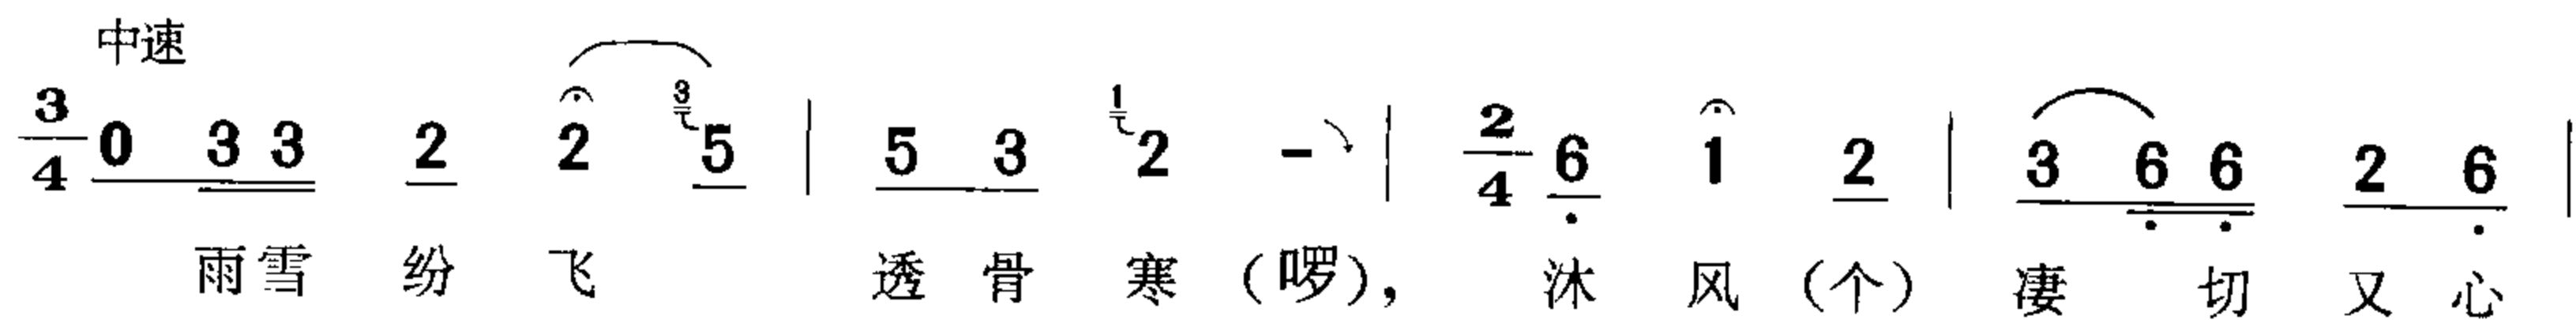 中速
3/4 0 3 3 2 2 3 5 | 5 3 1 2 - | 2/4 6 1 2 | 3 6 6 2 6 |
雨雪 纷 飞 透 骨 寒 (啰), 沐 风 (个) 凄 切 又 心